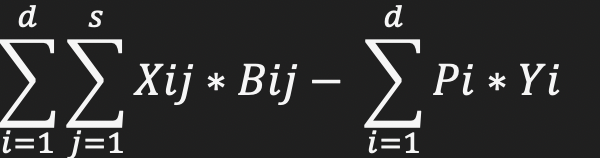 d s d
∑ ∑ Xij * Bij − ∑ Pi * Yi
i=1 j=1 i=1